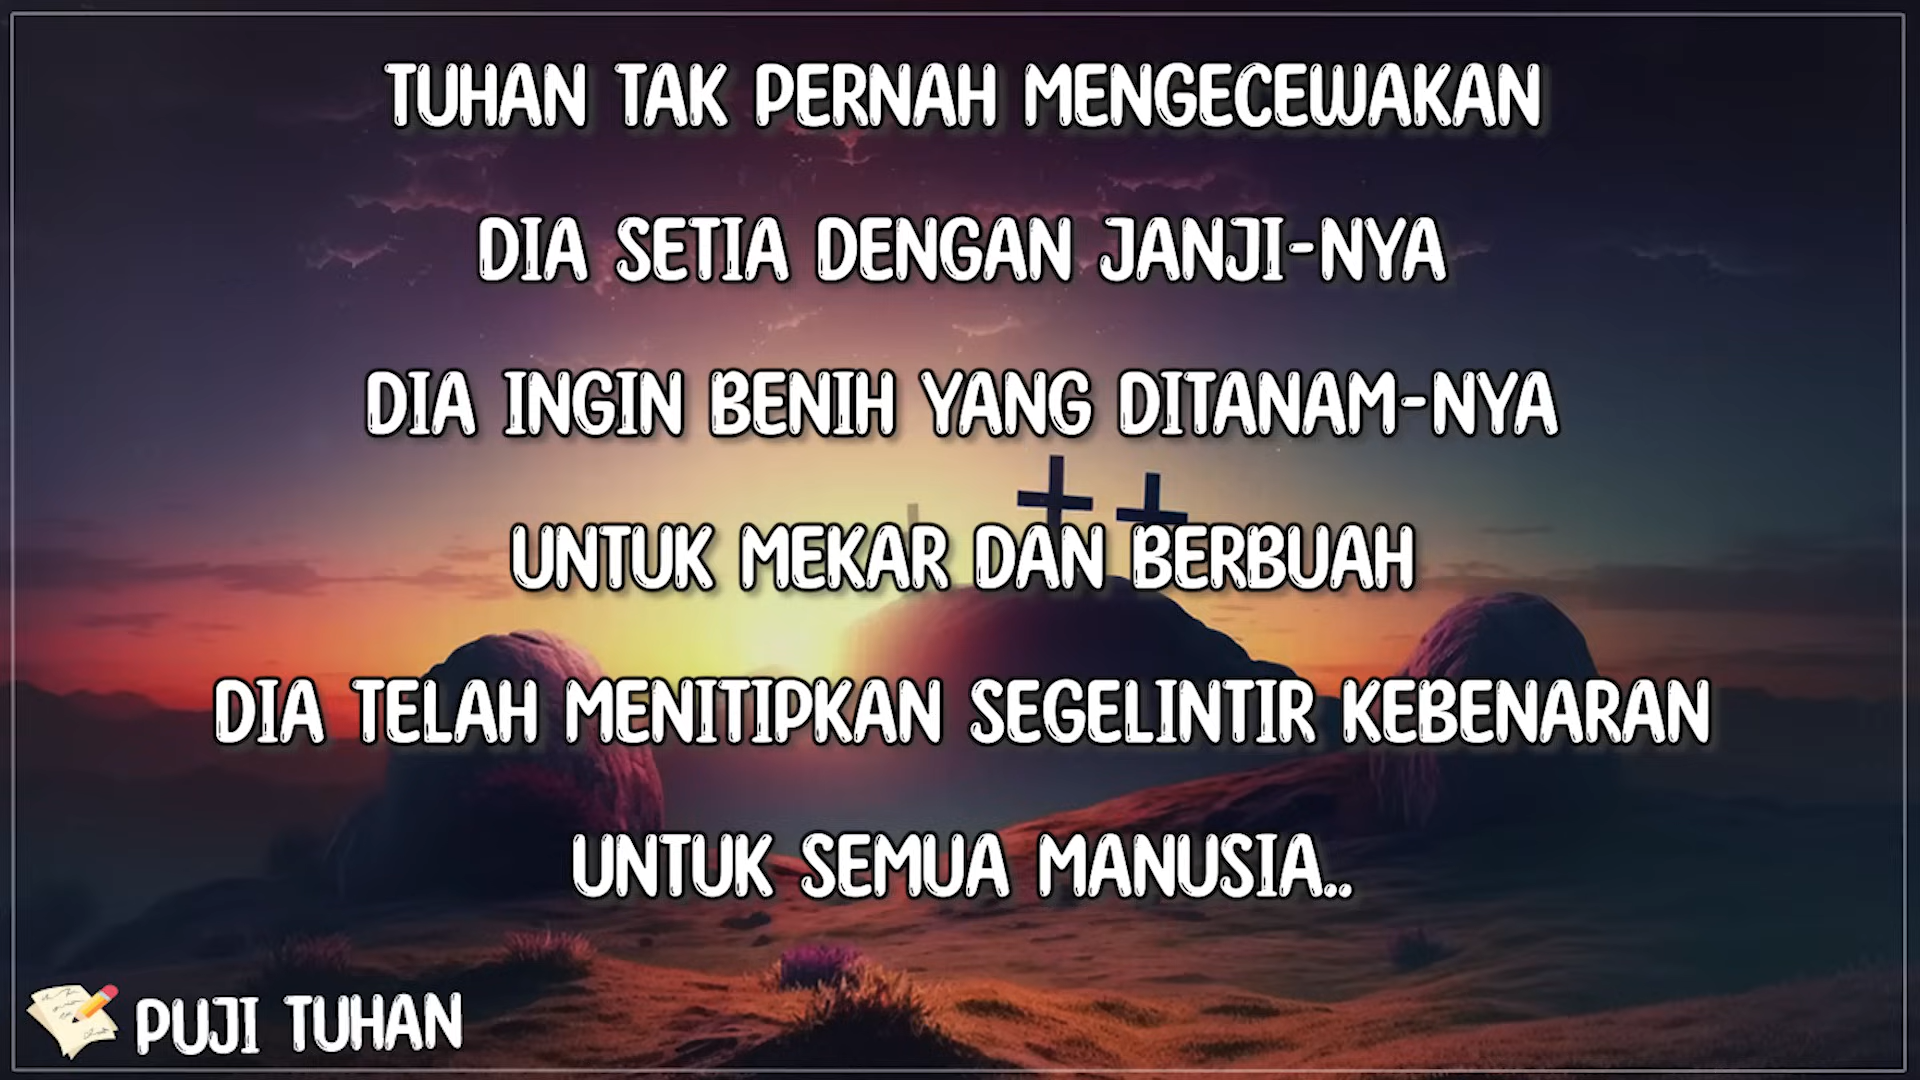 TUHAN TAK PERNAH MENGECEWAKAN
DIA SETIA DENGAN JANJI-NYA
DIA INGIN BENIH YANG DITANAM-NYA
UNTUK MEKAR DAN BERBUAH
DIA TELAH MENITIPKAN SEGELINTIR KEBENARAN
UNTUK SEMUA MANUSIA..
PUJI TUHAN